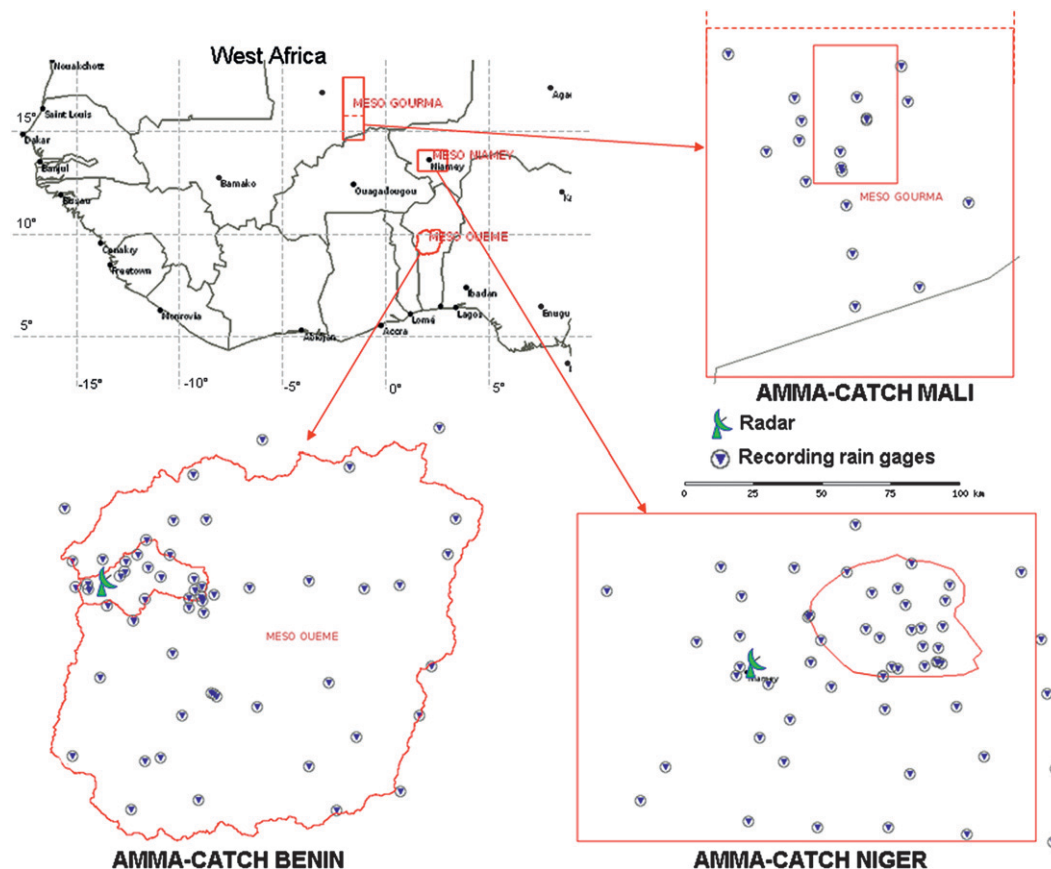 West Africa
Nouakchott
Saint Louis
Dakar
Banjul
Bissau
Bamako
Conakry
Freetown
Monrovia
Abidjan
Accra
Lomé
Lagos
Ibadan
Enugu
Ouagadougou
Niamey
MESO GOURMA
MESO NIAMEY
MESO OUEME
15°
10°
5°
-15°
-10°
-5°
0°
5°
MESO GOURMA
AMMA-CATCH MALI
Radar
Recording rain gages
0 25 50 75 100 km
MESO OUEME
Niamey
AMMA-CATCH BENIN
AMMA-CATCH NIGER